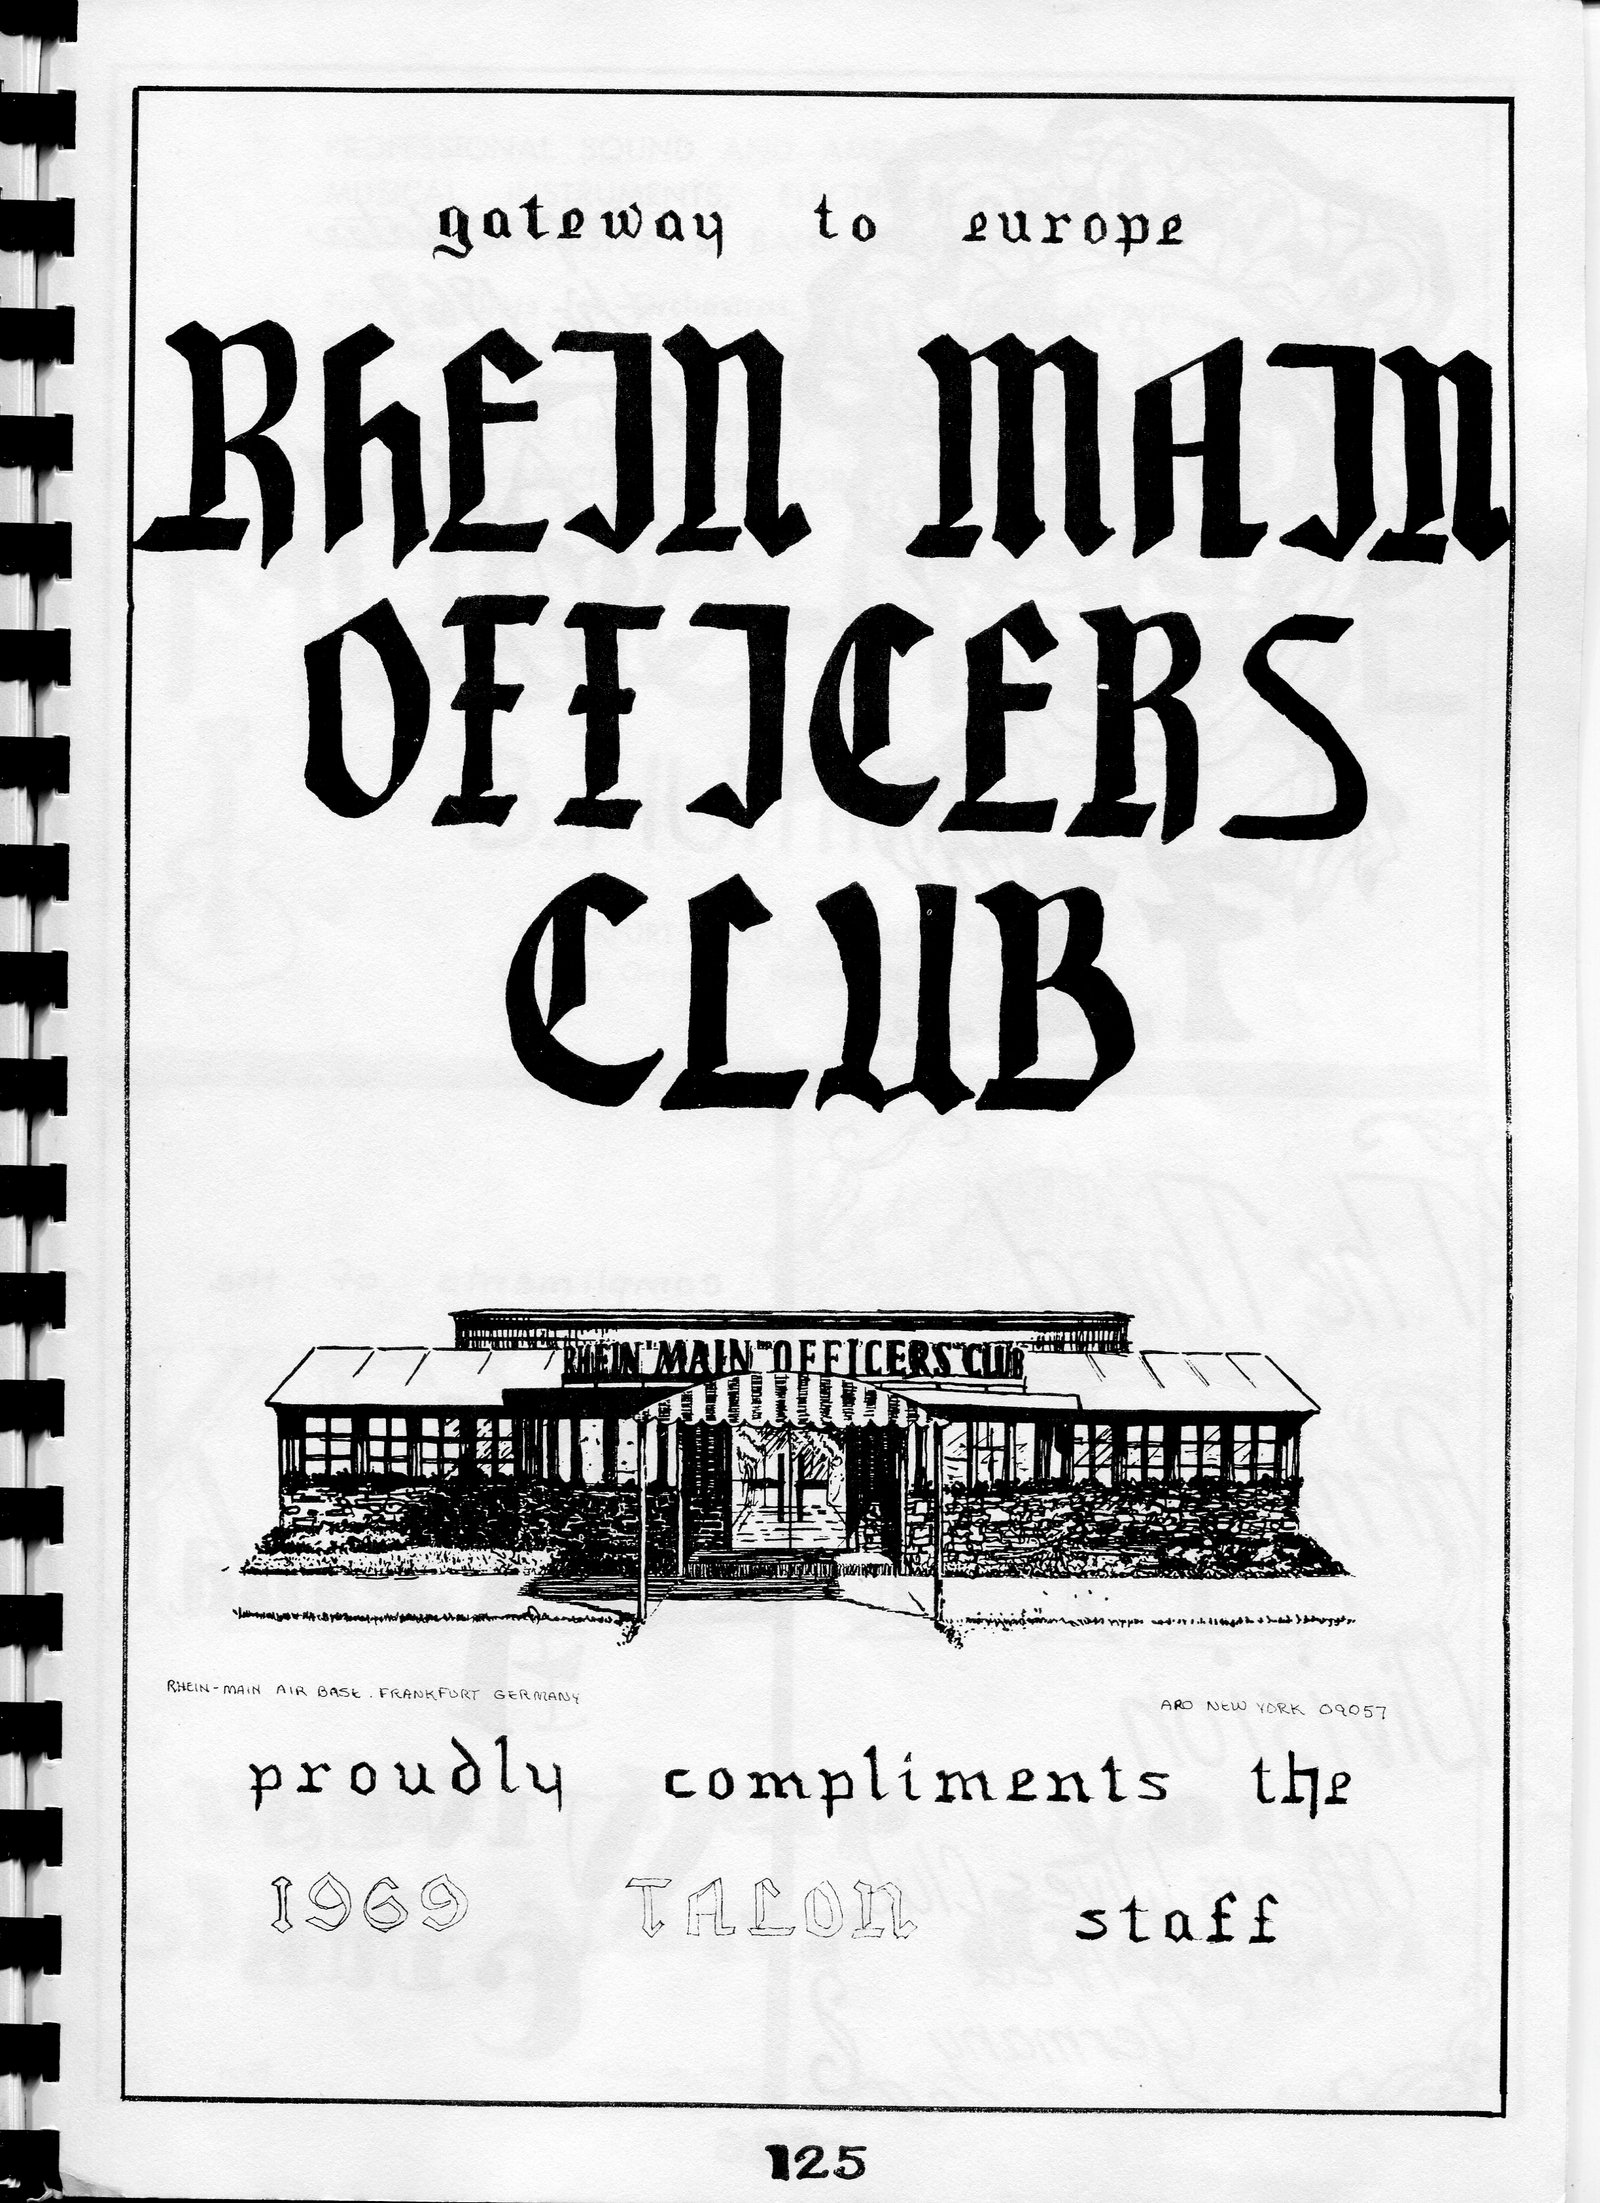 gateway to europe
RhEIN MAIN
OFFICERS
CLUB
RHEIN MAIN OFFICERS CLUB
RHEIN-MAIN AIR BASE. FRANKFURT GERMANY
APO NEW YORK 09057
proudly compliments the
1969 TALON staff
125